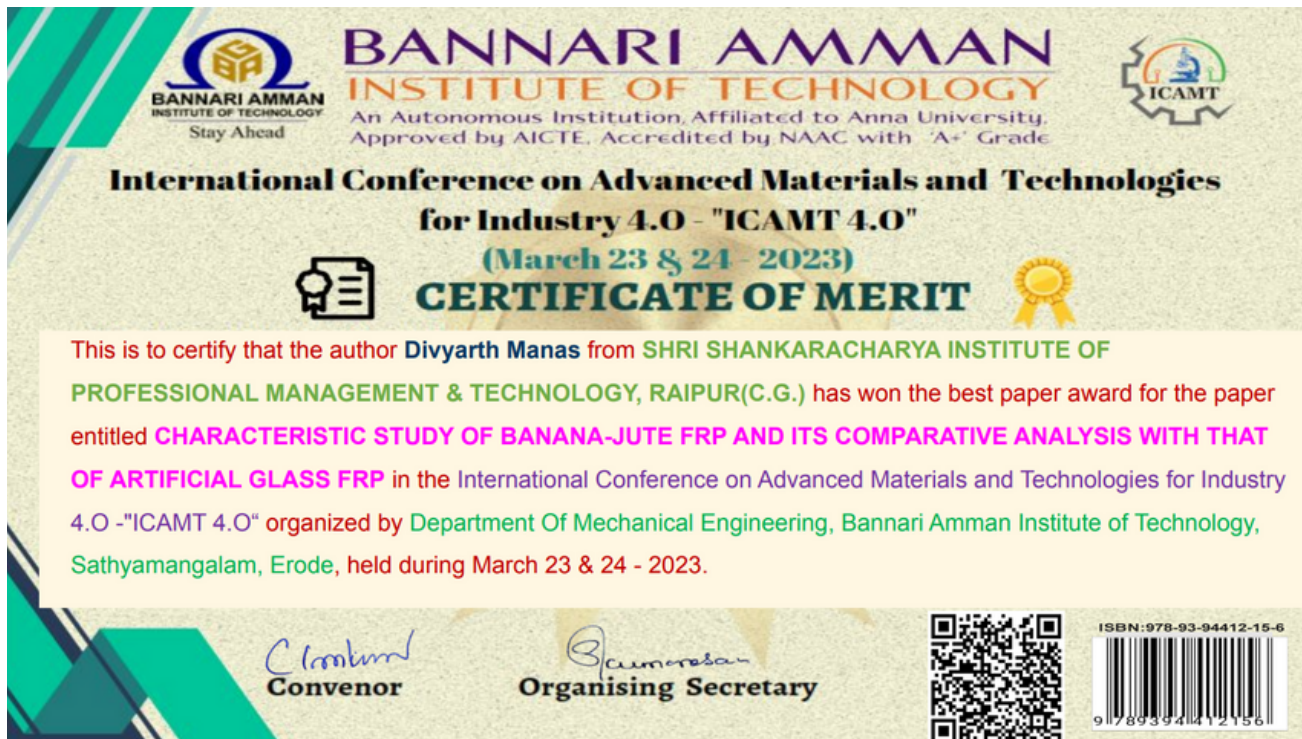 BANNARI AMMAN
INSTITUTE OF TECHNOLOGY
Stay Ahead
BANNARI AMMAN
INSTITUTE OF TECHNOLOGY
An Autonomous Institution, Affiliated to Anna University,
Approved by AICTE, Accredited by NAAC with 'A+' Grade
ICAMT
International Conference on Advanced Materials and Technologies
for Industry 4.O - "ICAMT 4.O"
(March 23 & 24 - 2023)
CERTIFICATE OF MERIT
This is to certify that the author Divyarth Manas from SHRI SHANKARACHARYA INSTITUTE OF
PROFESSIONAL MANAGEMENT & TECHNOLOGY, RAIPUR(C.G.) has won the best paper award for the paper
entitled CHARACTERISTIC STUDY OF BANANA-JUTE FRP AND ITS COMPARATIVE ANALYSIS WITH THAT
OF ARTIFICIAL GLASS FRP in the International Conference on Advanced Materials and Technologies for Industry
4.O -"ICAMT 4.O“ organized by Department Of Mechanical Engineering, Bannari Amman Institute of Technology,
Sathyamangalam, Erode, held during March 23 & 24 - 2023.
Convenor
Organising Secretary
ISBN:978-93-94412-15-6
9 789394 412156